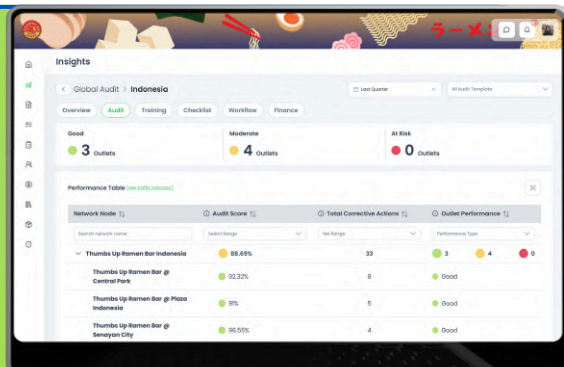 ラーメン
Insights
Global Audit > Indonesia
Last Quarter
All Audit Template
Overview Audit Training Checklist Workflow Finance
Good Moderate At Risk
3 Outlets 4 Outlets 0 Outlets
Performance Table
Network Node Audit Score Total Corrective Actions Outlet Performance
Search network name Select Range Set Range Performance Type
Thumbs Up Ramen Bar Indonesia 88.69% 33 3 4 0
Thumbs Up Ramen Bar @
Central Park 92.32% 8 Good
Thumbs Up Ramen Bar @ Plaza
Indonesia 91% 5 Good
Thumbs Up Ramen Bar @
Senayan City 96.55% 4 Good